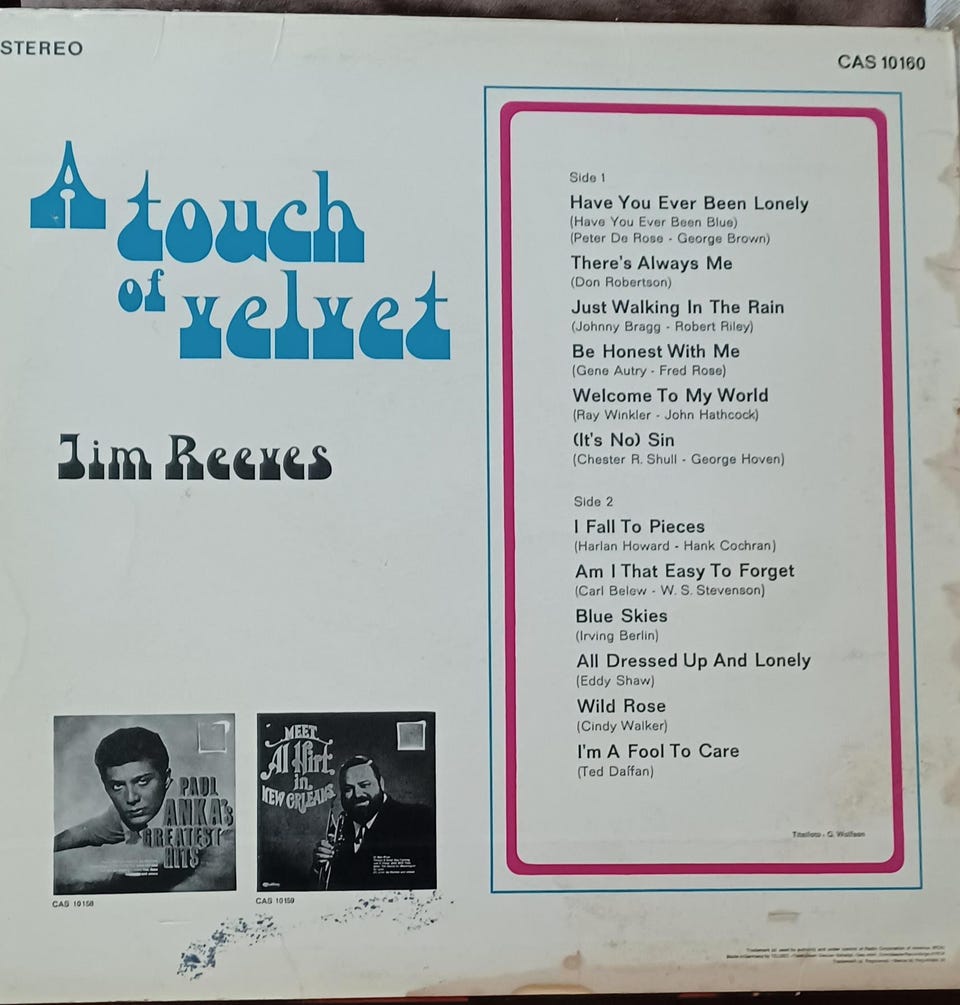 STEREO
CAS 10160
A touch
of velvet
Jim Reeves
Side 1
Have You Ever Been Lonely
(Have You Ever Been Blue)
(Peter De Rose - George Brown)
There's Always Me
(Don Robertson)
Just Walking In The Rain
(Johnny Bragg - Robert Riley)
Be Honest With Me
(Gene Autry - Fred Rose)
Welcome To My World
(Ray Winkler - John Hathcock)
(It's No) Sin
(Chester R. Shull - George Hoven)
Side 2
I Fall To Pieces
(Harlan Howard - Hank Cochran)
Am I That Easy To Forget
(Carl Belew - W. S. Stevenson)
Blue Skies
(Irving Berlin)
All Dressed Up And Lonely
(Eddy Shaw)
Wild Rose
(Cindy Walker)
I'm A Fool To Care
(Ted Daffan)
Titelfoto - G. Wolfson
PAUL
ANKA'S
GREATEST
HITS
CAS 10158
MEET
Al Hirt
in
NEW ORLEANS
CAS 10159